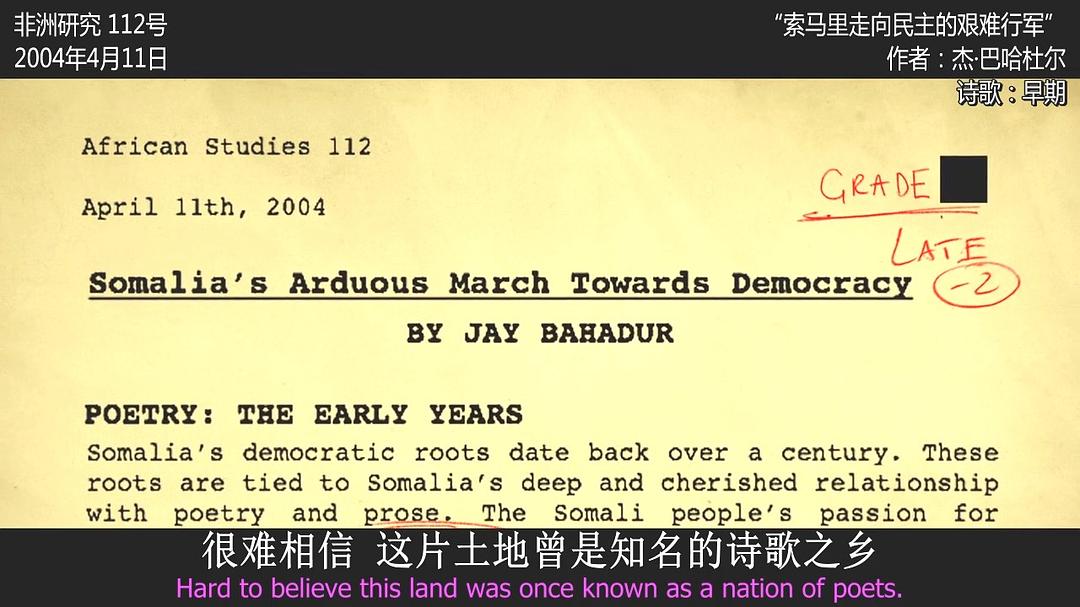 非洲研究 112号
2004年4月11日
“索马里走向民主的艰难行军”
作者：杰·巴哈杜尔
诗歌：早期
African Studies 112
GRADE
April 11th, 2004
LATE
-2
Somalia's Arduous March Towards Democracy
BY JAY BAHADUR
POETRY: THE EARLY YEARS
Somalia's democratic roots date back over a century. These
roots are tied to Somalia's deep and cherished relationship
with poetry and prose. The Somali people's passion for
很难相信 这片土地曾是知名的诗歌之乡
Hard to believe this land was once known as a nation of poets.